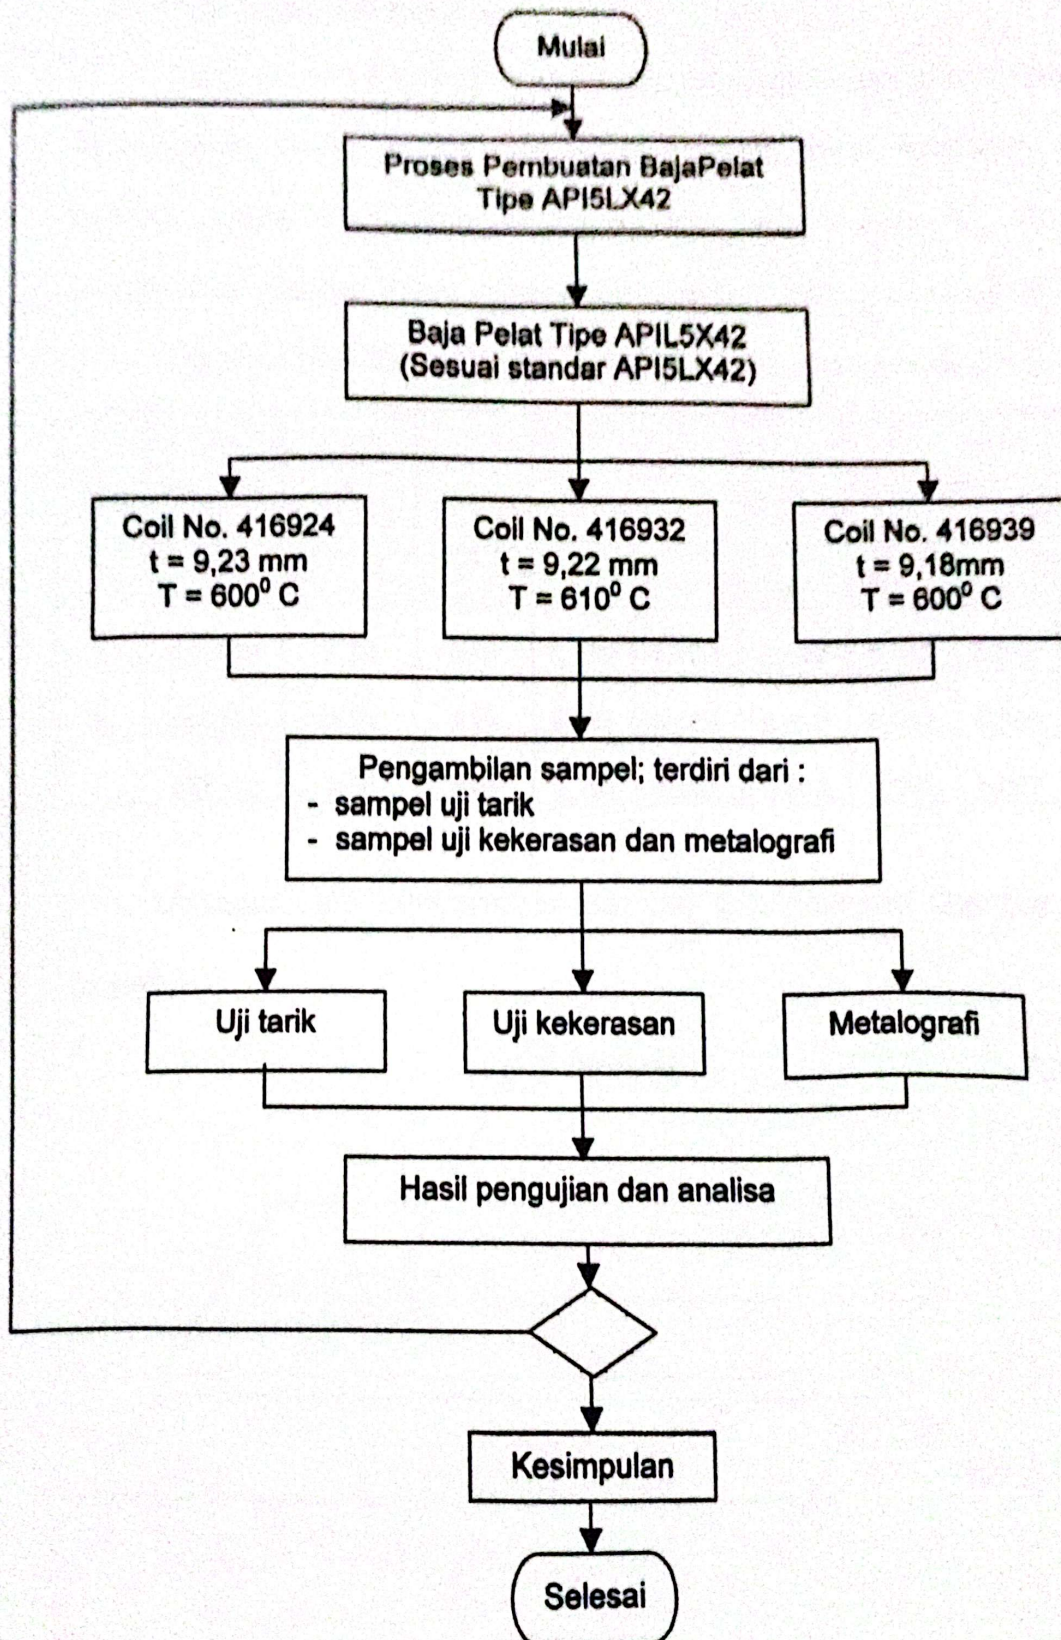 Mulai
Proses Pembuatan BajaPelat
Tipe API5LX42
Baja Pelat Tipe APIL5X42
(Sesuai standar API5LX42)
Coil No. 416924
t = 9,23 mm
T = 600⁰ C
Coil No. 416932
t = 9,22 mm
T = 610⁰ C
Coil No. 416939
t = 9,18mm
T = 600⁰ C
Pengambilan sampel; terdiri dari :
- sampel uji tarik
- sampel uji kekerasan dan metalografi
Uji tarik
Uji kekerasan
Metalografi
Hasil pengujian dan analisa
Kesimpulan
Selesai